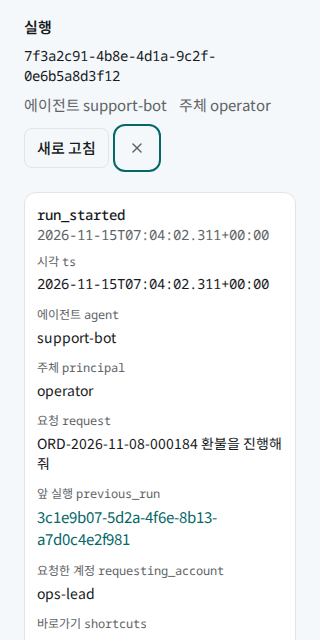 실행
7f3a2c91-4b8e-4d1a-9c2f-
0e6b5a8d3f12
에이전트 support-bot 주체 operator
새로 고침 ×
run_started
2026-11-15T07:04:02.311+00:00
시각 ts
2026-11-15T07:04:02.311+00:00
에이전트 agent
support-bot
주체 principal
operator
요청 request
ORD-2026-11-08-000184 환불을 진행해
줘
앞 실행 previous_run
3c1e9b07-5d2a-4f6e-8b13-
a7d0c4e2f981
요청한 계정 requesting_account
ops-lead
바로가기 shortcuts